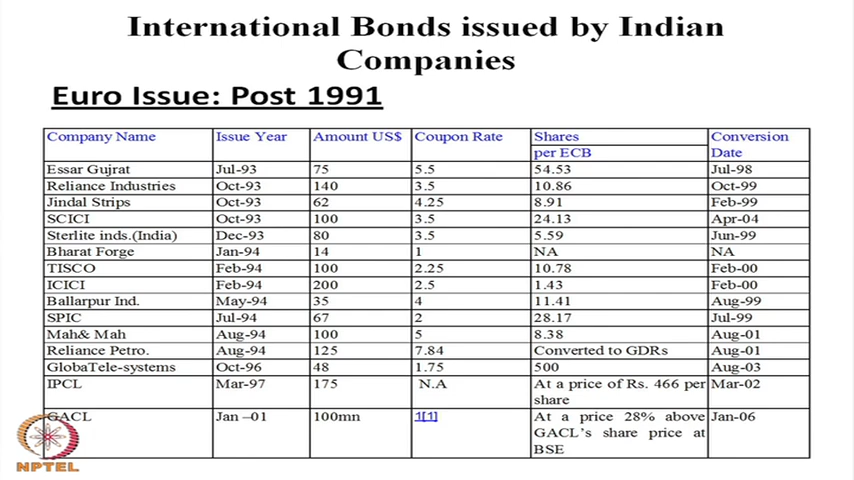 International Bonds issued by Indian
Companies
Euro Issue: Post 1991
Company Name Issue Year Amount US$ Coupon Rate Shares per ECB Conversion Date
Essar Gujrat Jul-93 75 5.5 54.53 Jul-98
Reliance Industries Oct-93 140 3.5 10.86 Oct-99
Jindal Strips Oct-93 62 4.25 8.91 Feb-99
SCICI Oct-93 100 3.5 24.13 Apr-04
Sterlite inds.(India) Dec-93 80 3.5 5.59 Jun-99
Bharat Forge Jan-94 14 1 NA NA
TISCO Feb-94 100 2.25 10.78 Feb-00
ICICI Feb-94 200 2.5 1.43 Feb-00
Ballarpur Ind. May-94 35 4 11.41 Aug-99
SPIC Jul-94 67 2 28.17 Jul-99
Mah& Mah Aug-94 100 5 8.38 Aug-01
Reliance Petro. Aug-94 125 7.84 Converted to GDRs Aug-01
GlobaTele-systems Oct-96 48 1.75 500 Aug-03
IPCL Mar-97 175 N.A At a price of Rs. 466 per Mar-02
share
GACL Jan –01 100mn 1[1] At a price 28% above Jan-06
GACL's share price at
BSE
NPTEL